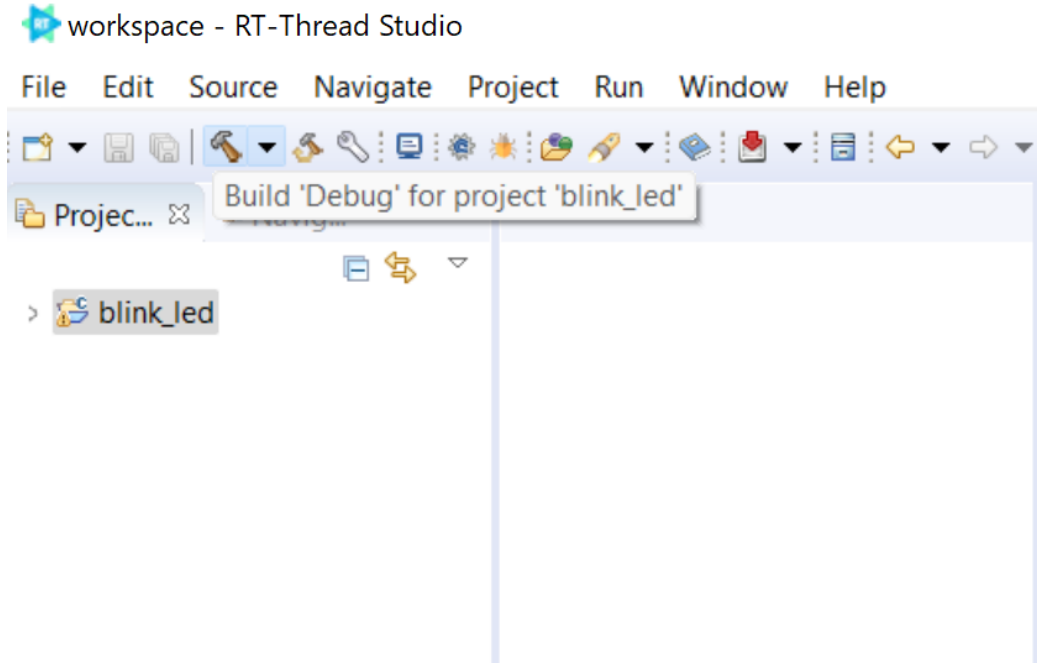 workspace - RT-Thread Studio
File Edit Source Navigate Project Run Window Help
Build 'Debug' for project 'blink_led'
Projec...
blink_led